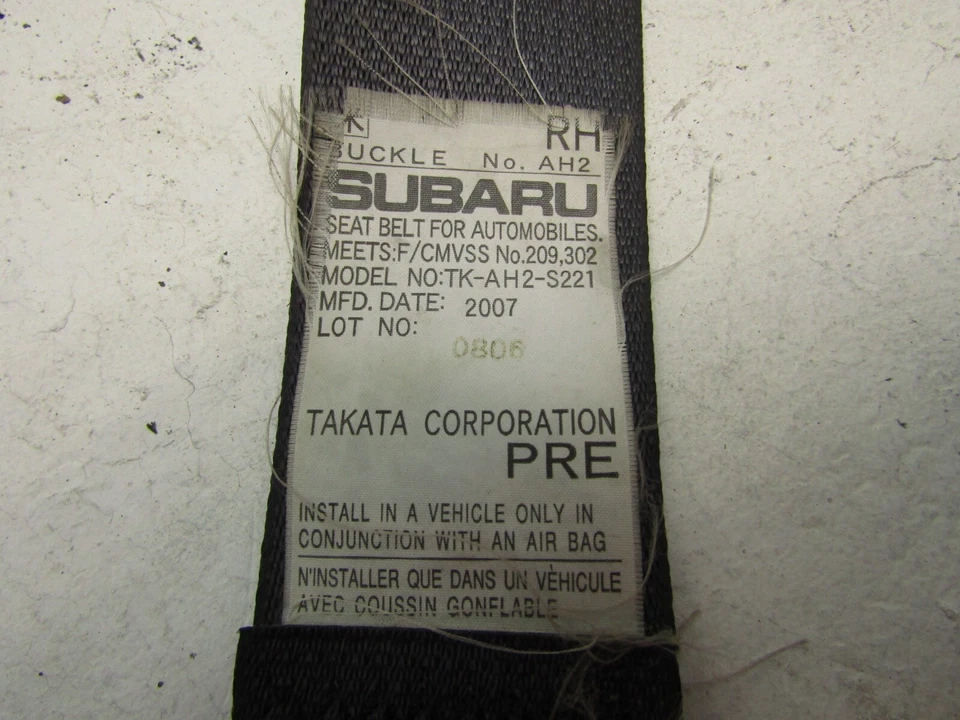 RH
BUCKLE No. AH2
SUBARU
SEAT BELT FOR AUTOMOBILES.
MEETS:F/CMVSS No.209,302
MODEL NO:TK-AH2-S221
MFD. DATE: 2007
LOT NO:
0806
TAKATA CORPORATION
PRE
INSTALL IN A VEHICLE ONLY IN
CONJUNCTION WITH AN AIR BAG
N'INSTALLER QUE DANS UN VÈHICULE
AVEC COUSSIN GONFLABLE